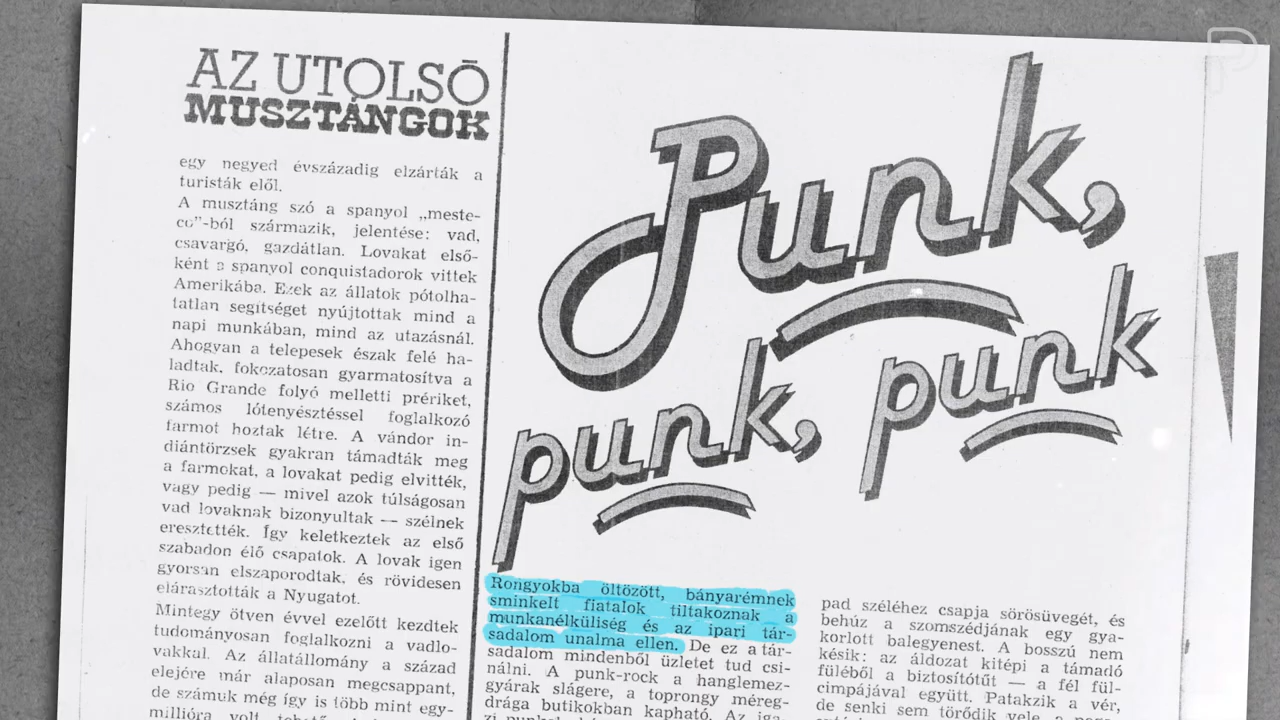 AZ UTOLSÓ
MUSZTÁNGOK
egy negyed évszázadig elzárták a
turisták elől.
A musztáng szó a spanyol „meste-
co”-ból származik, jelentése: vad,
csavargó, gazdátlan. Lovakat első-
ként a spanyol conquistadorok vittek
Amerikába. Ezek az állatok pótolha-
tatlan segítséget nyújtottak mind a
napi munkában, mind az utazásnál.
Ahogyan a telepesek észak felé ha-
ladtak, fokozatosan gyarmatosítva a
Rio Grande folyó melletti prériket,
számos lótenyésztéssel foglalkozó
farmot hoztak létre. A vándor in-
diántörzsek gyakran támadták meg
a farmokat, a lovakat pedig elvitték,
vagy pedig — mivel azok túlságosan
vad lovaknak bizonyultak — szélnek
eresztették. Így keletkeztek az első
szabadon élő csapatok. A lovak igen
gyorsan elszaporodtak, és rövidesen
elárasztották a Nyugatot.
Mintegy ötven évvel ezelőtt kezdtek
tudományosan foglalkozni a vadlo-
vakkal. Az állatállomány a század
elejére már alaposan megcsappant,
de számuk még így is több mint egy-
millióra volt
Punk,
punk, punk
Rongyokba öltözött, bányarémnek
sminkelt fiatalok tiltakoznak a
munkanélküliség és az ipari tár-
sadalom unalma ellen. De ez a tár-
sadalom mindenből üzletet tud csi-
nálni. A punk-rock a hanglemez-
gyárak slágere, a toprongy méreg-
drága butikokban kapható. Az iga-
pad széléhez csapja sörösüvegét, és
behúz a szomszédjának egy gya-
korlott balegyenest. A bosszú nem
késik: az áldozat kitépi a támadó
füléből a biztosítótűt — a fél fül-
cimpájával együtt. Patakzik a vér,
de senki sem törődik vele, a
P